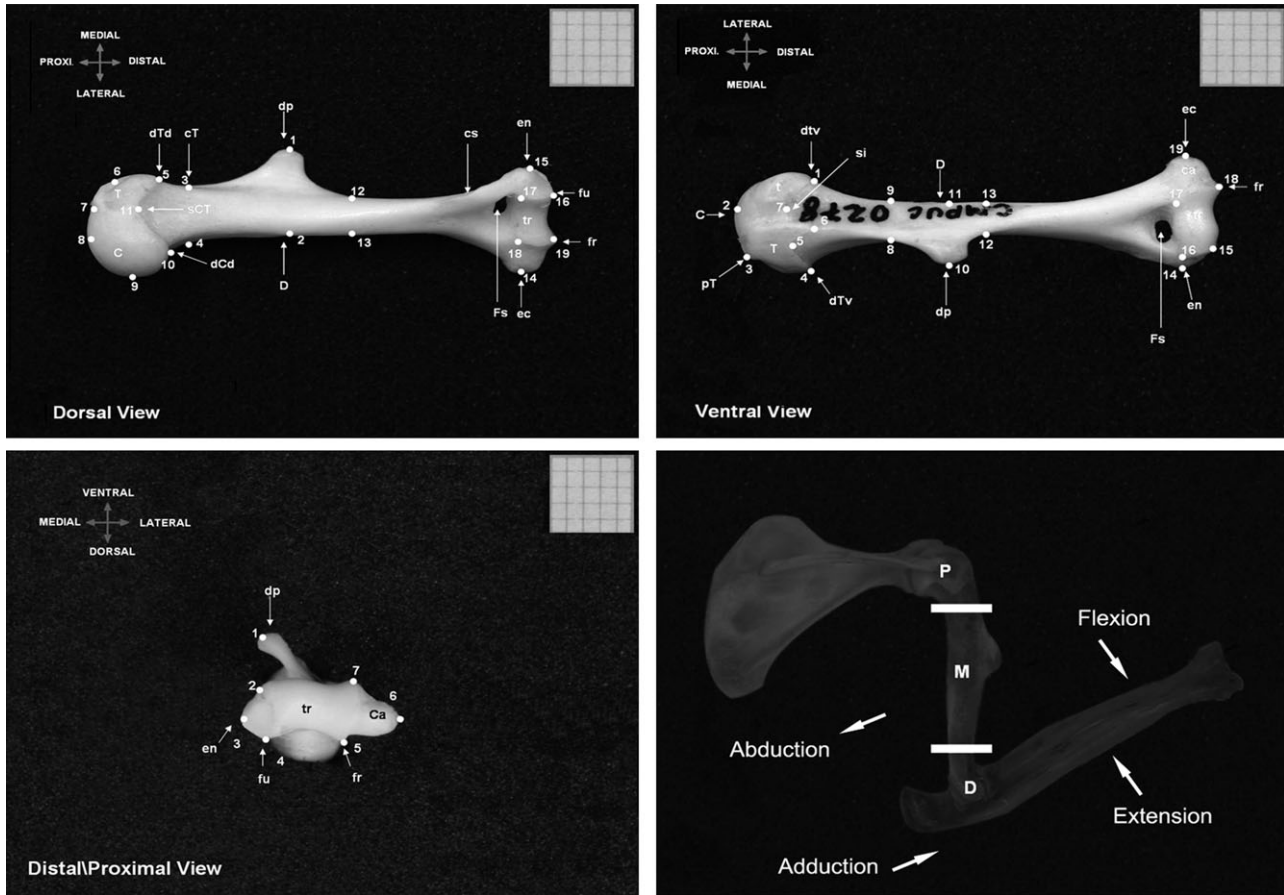 MEDIAL
PROXI. DISTAL
LATERAL
dp
1
dTd cT
cs
en
6 5 3
15
T
12
17
fu
16
7
11 sCT
tr
8
C
4
2
13
18
19
fr
10
dCd
14
9
D
Fs
ec
Dorsal View
LATERAL
PROXI. DISTAL
MEDIAL
ec
dtv
si
19
D
ca
1
18
t
9
11
13
17
fr
C
2
7
CMPUC 0278
6
T
5
8
12
16
15
3
10
14
pT
4
en
dTv
dp
Fs
Ventral View
VENTRAL
MEDIAL LATERAL
DORSAL
dp
1
7
2
6
tr
Ca
en
3
4
5
fu
fr
Distal\Proximal View
P
Flexion
M
Abduction
D
Extension
Adduction